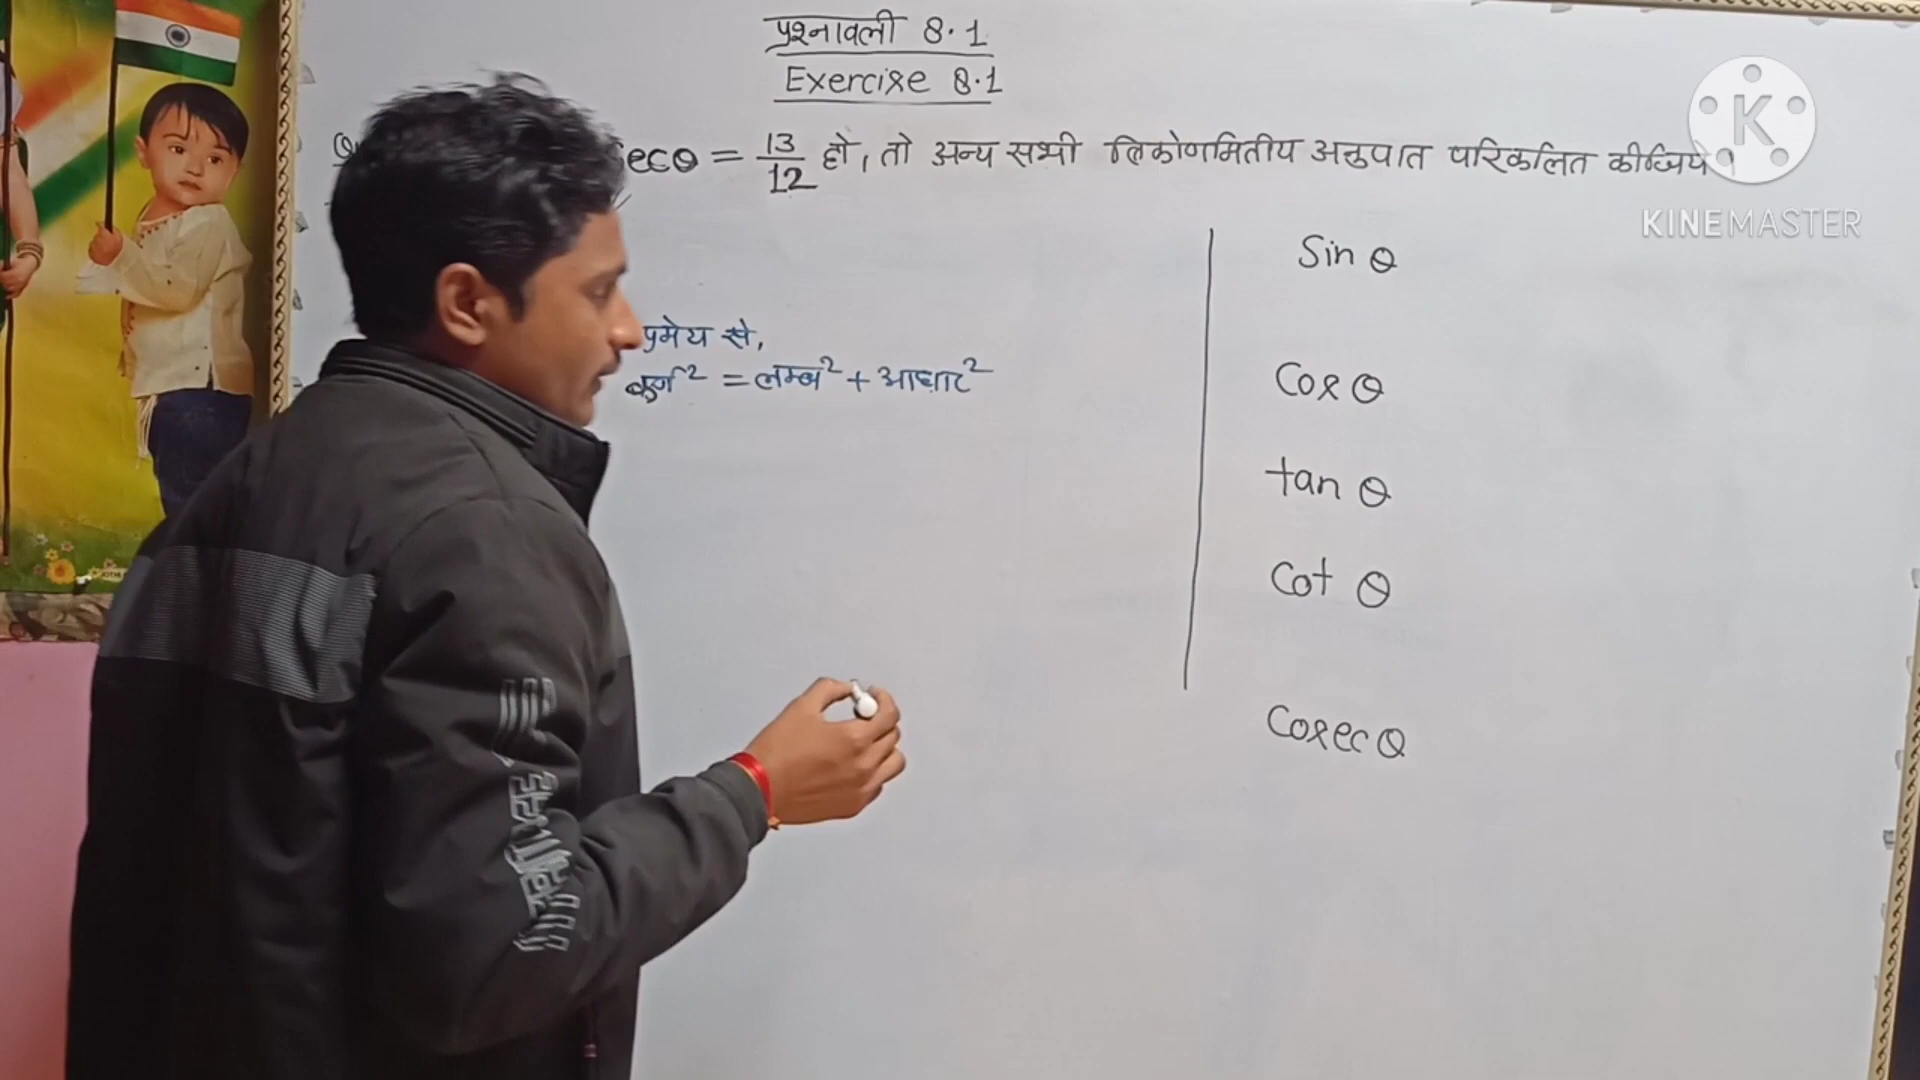 प्रश्नावली 8.1
Exercise 8.1
secθ = 13/12 हो, तो अन्य सभी त्रिकोणमितीय अनुपात परिकलित कीजिये।
K
KINEMASTER
sin θ
प्रमेय से,
कर्ण² = लम्ब² + आधार²
cos θ
tan θ
cot θ
cosec θ